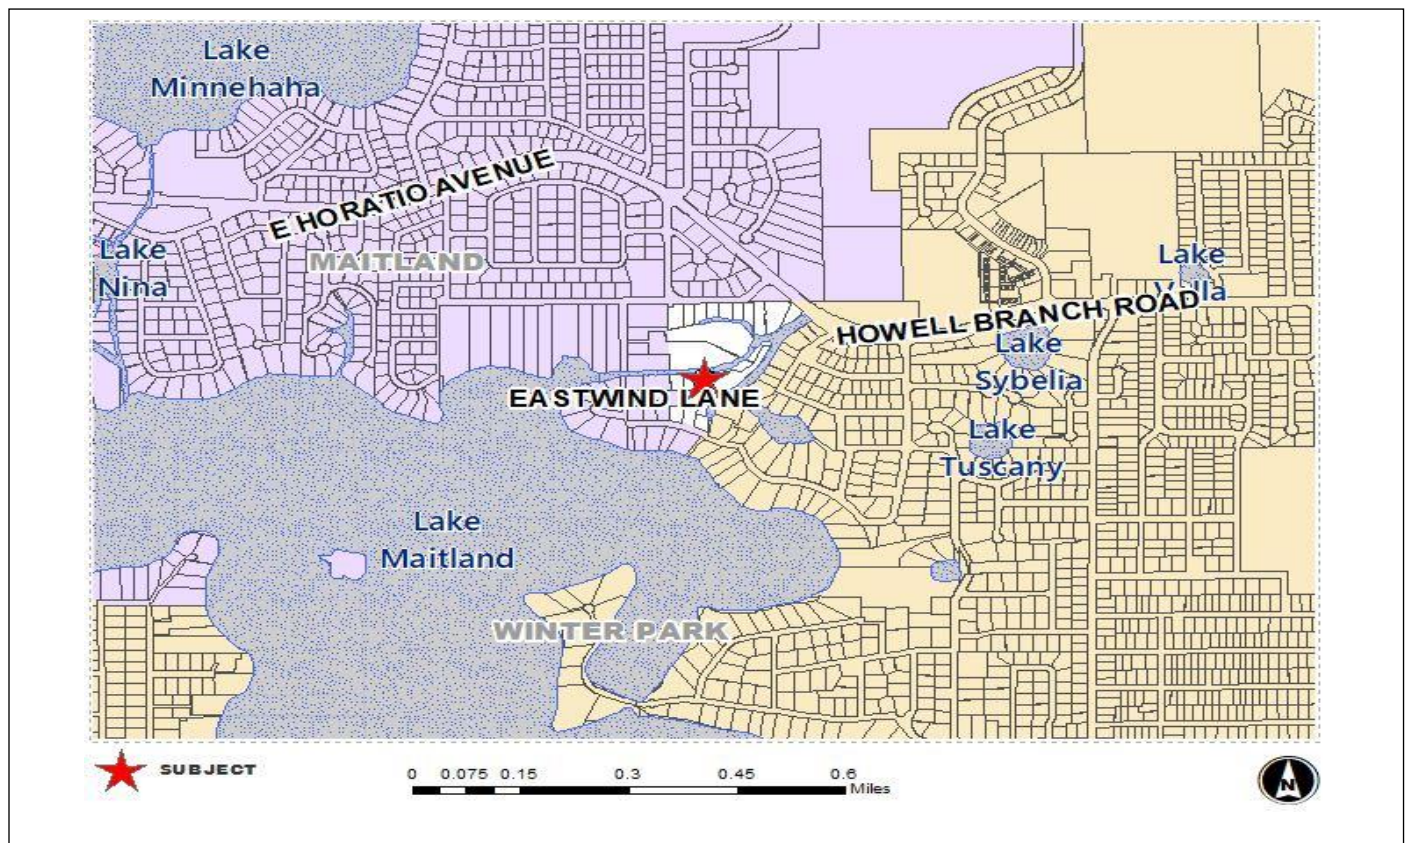 Lake
Minnehaha
E HORATIO AVENUE
MAITLAND
Lake
Nina
Lake
HOWELL BRANCH ROAD
Lake
Sybelia
EASTWIND LANE
Lake
Tuscany
Lake
Maitland
WINTER PARK
SUBJECT
0 0.075 0.15 0.3 0.45 0.6
Miles
N